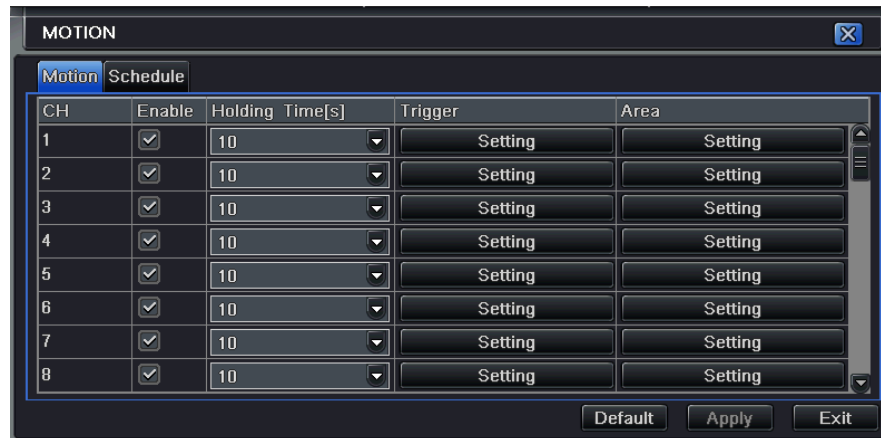 MOTION
Motion Schedule
CH Enable Holding Time[s] Trigger Area
1 10 Setting Setting
2 10 Setting Setting
3 10 Setting Setting
4 10 Setting Setting
5 10 Setting Setting
6 10 Setting Setting
7 10 Setting Setting
8 10 Setting Setting
Default Apply Exit